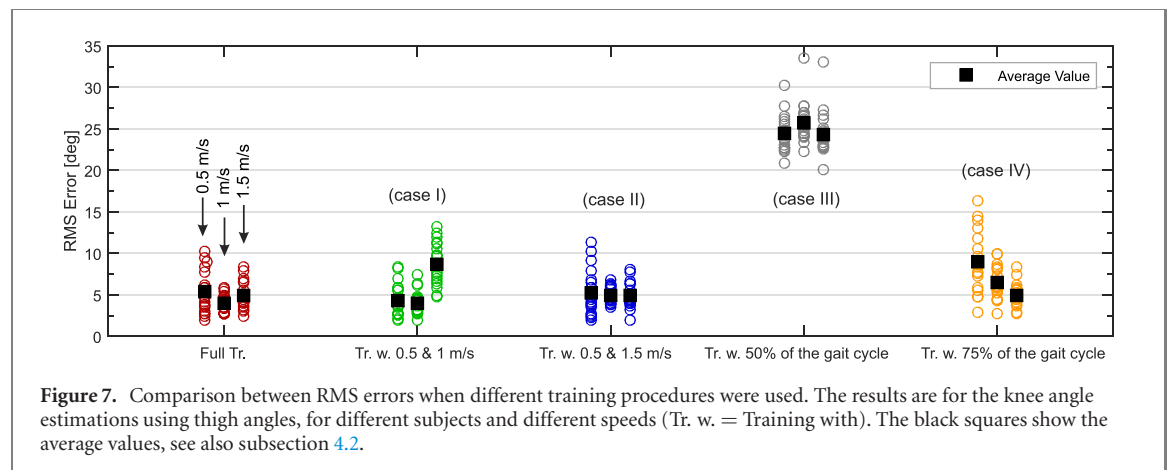 35
30
25
20
15
10
5
0
RMS Error [deg]
Average Value
0.5 m/s
1 m/s
1.5 m/s
(case I)
(case II)
(case III)
(case IV)
Full Tr.
Tr. w. 0.5 & 1 m/s
Tr. w. 0.5 & 1.5 m/s
Tr. w. 50% of the gait cycle
Tr. w. 75% of the gait cycle
Figure 7. Comparison between RMS errors when different training procedures were used. The results are for the knee angle
estimations using thigh angles, for different subjects and different speeds (Tr. w. = Training with). The black squares show the
average values, see also subsection 4.2.